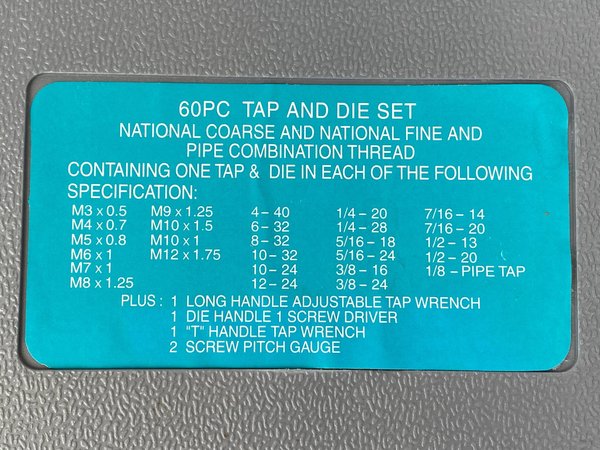 60PC TAP AND DIE SET
NATIONAL COARSE AND NATIONAL FINE AND
PIPE COMBINATION THREAD
CONTAINING ONE TAP & DIE IN EACH OF THE FOLLOWING
SPECIFICATION:
M3 x 0.5 M9 x 1.25 4 – 40 1/4 – 20 7/16 – 14
M4 x 0.7 M10 x 1.5 6 – 32 1/4 – 28 7/16 – 20
M5 x 0.8 M10 x 1 8 – 32 5/16 – 18 1/2 – 13
M6 x 1 M12 x 1.75 10 – 32 5/16 – 24 1/2 – 20
M7 x 1 10 – 24 3/8 – 16 1/8 – PIPE TAP
M8 x 1.25 12 – 24 3/8 – 24
PLUS : 1 LONG HANDLE ADJUSTABLE TAP WRENCH
1 DIE HANDLE 1 SCREW DRIVER
1 "T" HANDLE TAP WRENCH
2 SCREW PITCH GAUGE